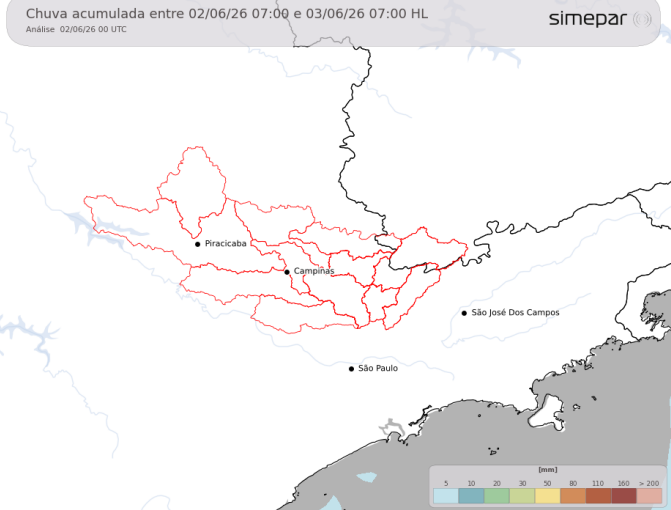 Chuva acumulada entre 02/06/26 07:00 e 03/06/26 07:00 HL
Análise 02/06/26 00 UTC
simepar
Piracicaba
Campinas
São José Dos Campos
São Paulo
[mm]
5 10 20 30 50 80 110 160 > 200